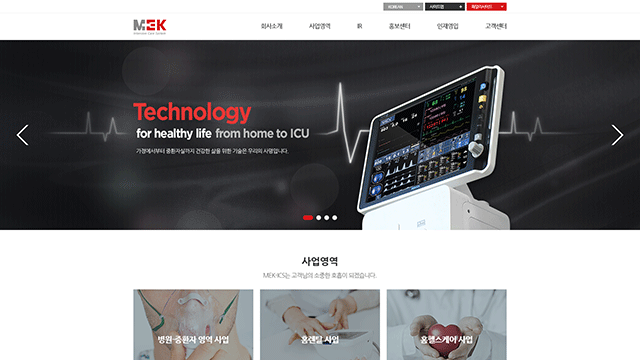 사이트맵
패밀리사이트
MEK
회사소개 사업영역 IR 홍보센터 인재영입 고객센터
Technology
for healthy life from home to ICU
가정에서부터 중환자실까지 건강한 삶을 위한 기술은 우리의 사명입니다.
사업영역
MEK-ICS는 고객님의 소중한 호흡이 되겠습니다.
병원·중환자 영역 사업 홈렌탈 사업 홈헬스케어 사업